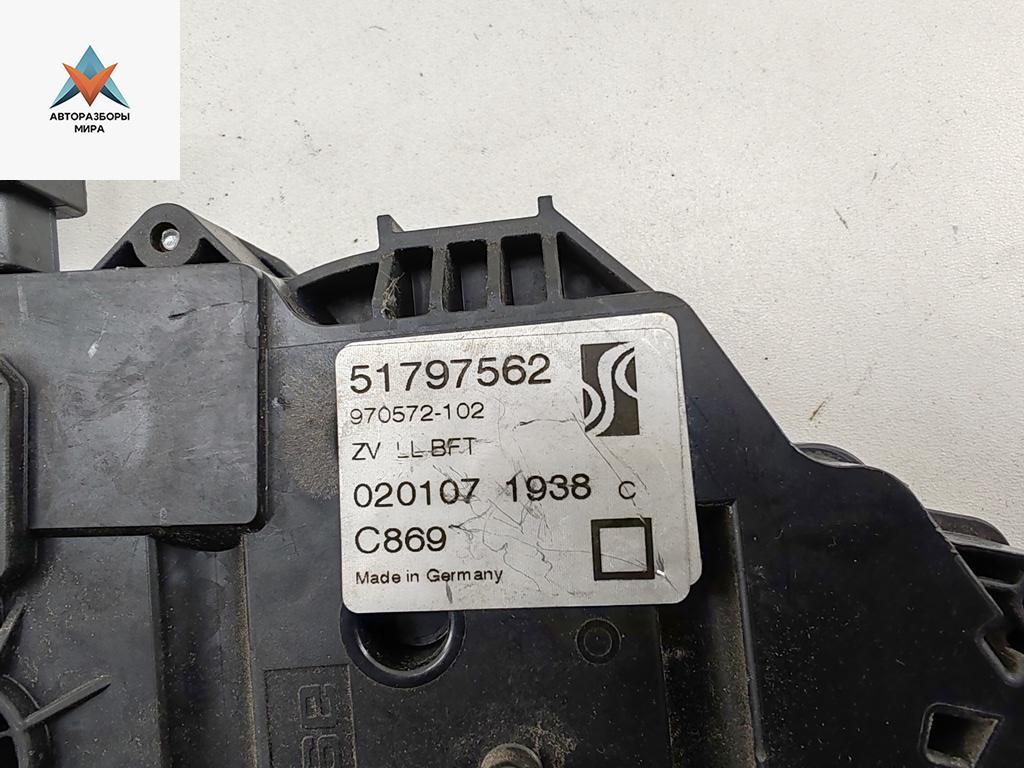 АВТОРАЗБОРЫ
МИРА
51797562
970572-102
ZV LL-BFT
020107 1938 C
C869
Made in Germany